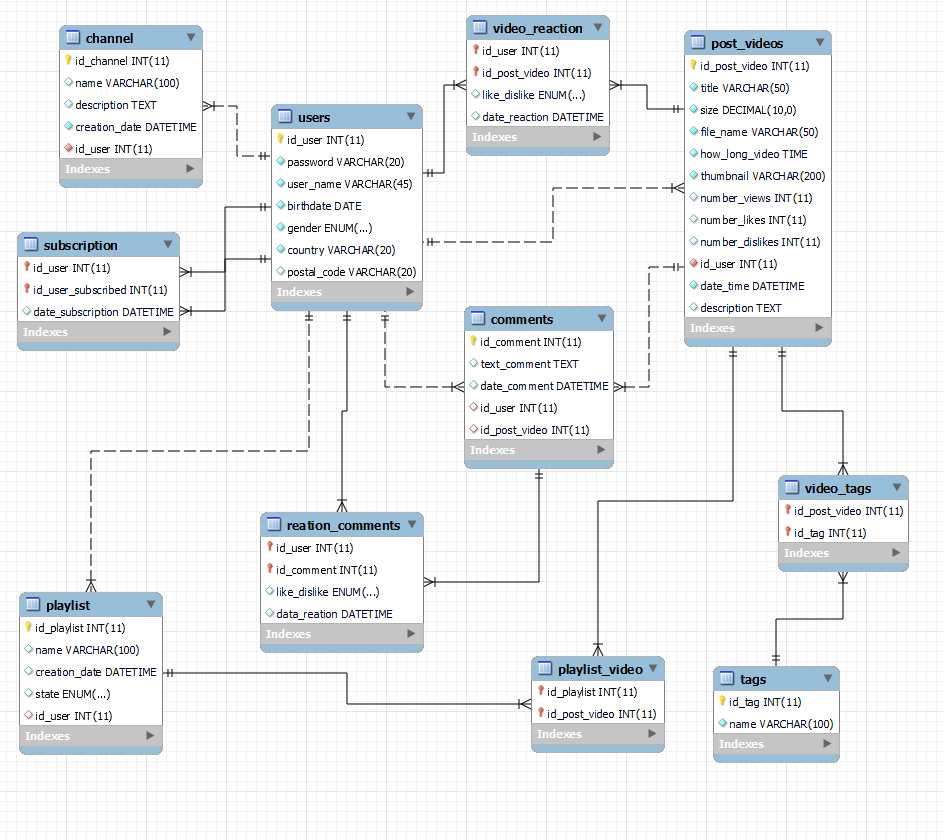 channel
id_channel INT(11)
name VARCHAR(100)
description TEXT
creation_date DATETIME
id_user INT(11)
Indexes
users
id_user INT(11)
password VARCHAR(20)
user_name VARCHAR(45)
birthdate DATE
gender ENUM(...)
country VARCHAR(20)
postal_code VARCHAR(20)
Indexes
video_reaction
id_user INT(11)
id_post_video INT(11)
like_dislike ENUM(...)
date_reaction DATETIME
Indexes
post_videos
id_post_video INT(11)
title VARCHAR(50)
size DECIMAL(10,0)
file_name VARCHAR(50)
how_long_video TIME
thumbnail VARCHAR(200)
number_views INT(11)
number_likes INT(11)
number_dislikes INT(11)
id_user INT(11)
date_time DATETIME
description TEXT
Indexes
subscription
id_user INT(11)
id_user_subscribed INT(11)
date_subscription DATETIME
Indexes
comments
id_comment INT(11)
text_comment TEXT
date_comment DATETIME
id_user INT(11)
id_post_video INT(11)
Indexes
video_tags
id_post_video INT(11)
id_tag INT(11)
Indexes
reation_comments
id_user INT(11)
id_comment INT(11)
like_dislike ENUM(...)
data_reation DATETIME
Indexes
playlist
id_playlist INT(11)
name VARCHAR(100)
creation_date DATETIME
state ENUM(...)
id_user INT(11)
Indexes
playlist_video
id_playlist INT(11)
id_post_video INT(11)
Indexes
tags
id_tag INT(11)
name VARCHAR(100)
Indexes